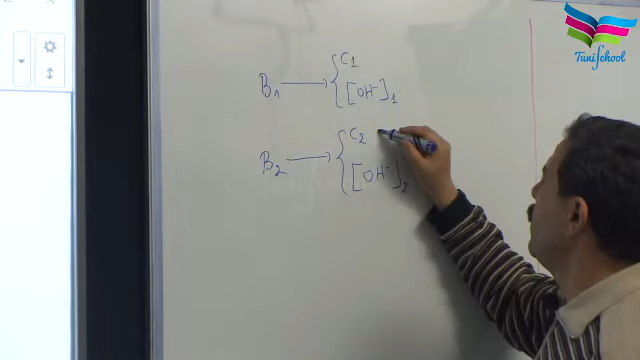 TuniSchool
C1
B1 → { [OH⁻]1
C2
B2 → { [OH⁻]2